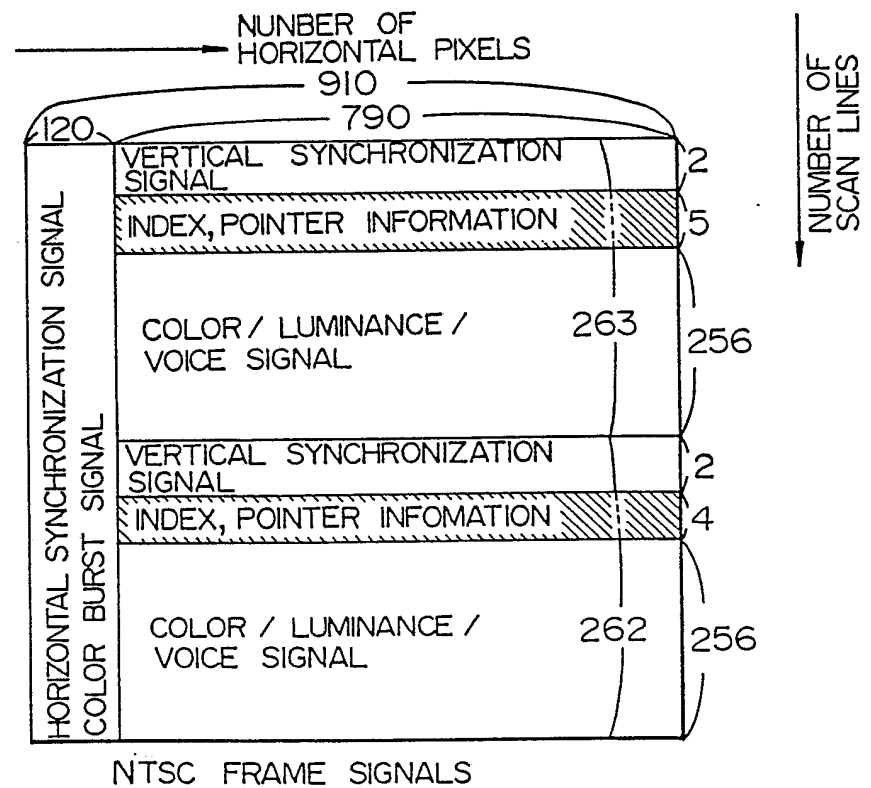 NUNBER OF
HORIZONTAL PIXELS
910
120
790
NUMBER OF
SCAN LINES
VERTICAL SYNCHRONIZATION
SIGNAL
2
INDEX, POINTER INFORMATION
5
COLOR / LUMINANCE /
VOICE SIGNAL
263
256
VERTICAL SYNCHRONIZATION
SIGNAL
2
INDEX, POINTER INFOMATION
4
COLOR / LUMINANCE /
VOICE SIGNAL
262
256
HORIZONTAL SYNCHRONIZATION SIGNAL
COLOR BURST SIGNAL
NTSC FRAME SIGNALS